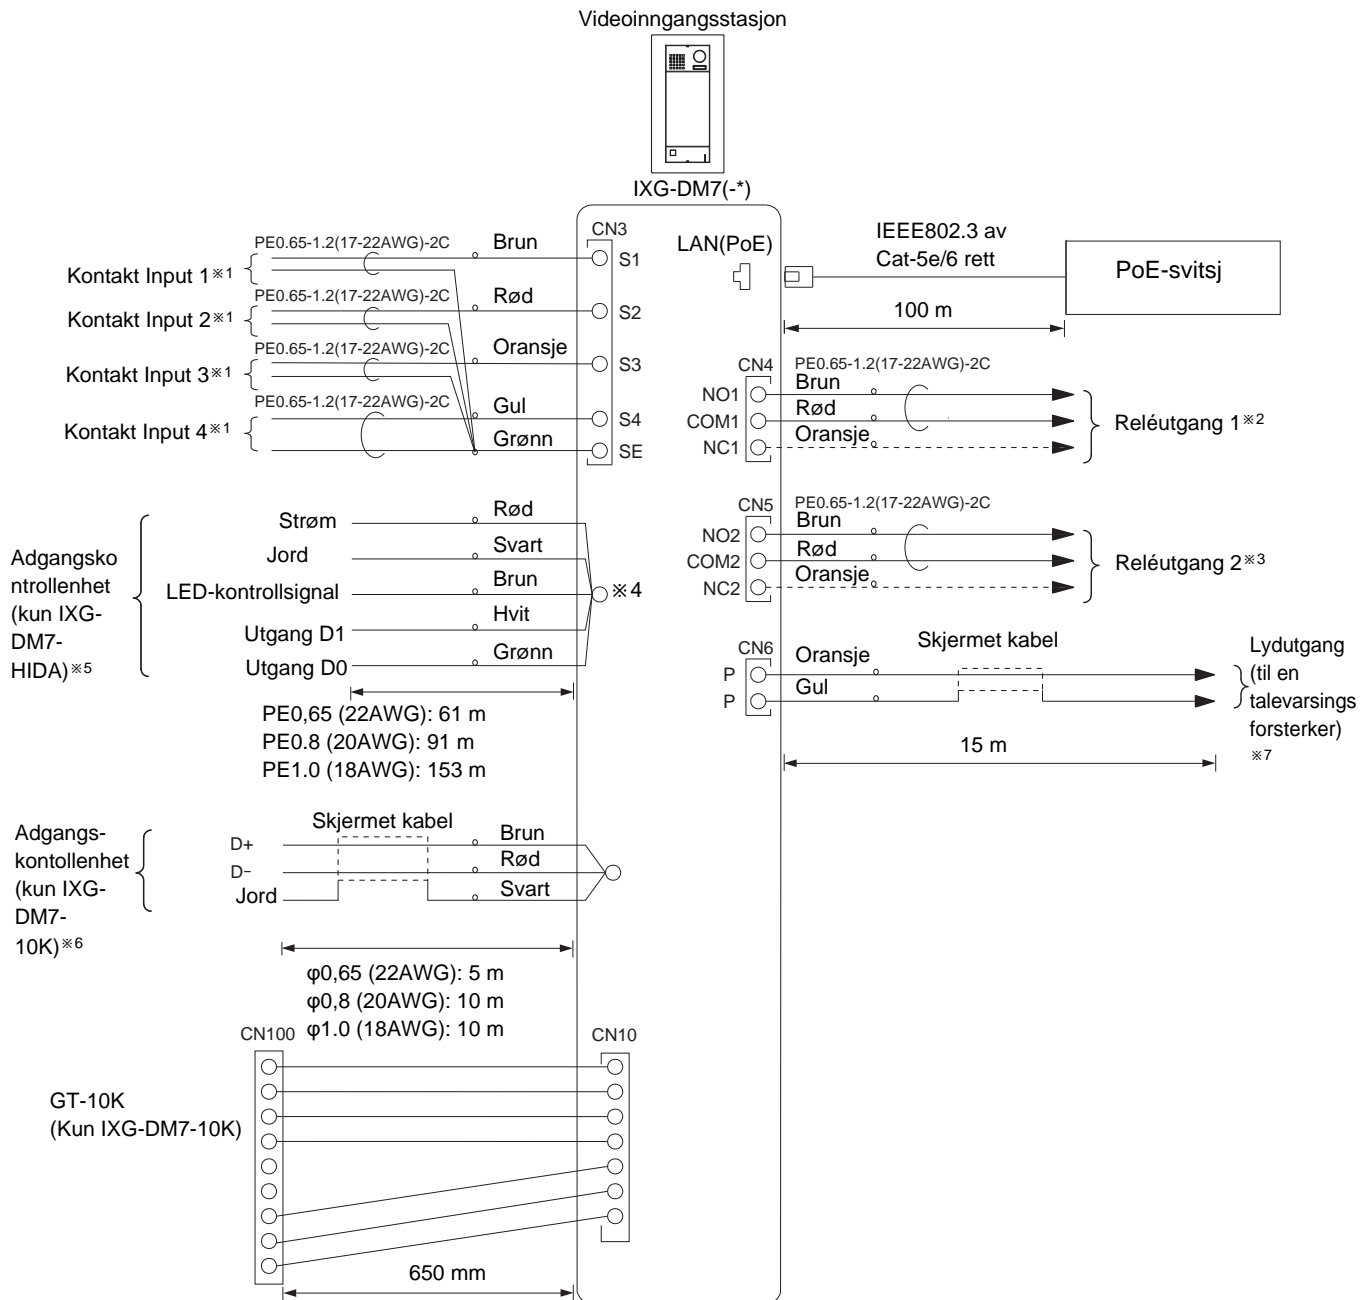 Videoinngangsstasjon
IXG-DM7(-*)
CN3
PE0.65-1.2(17-22AWG)-2C
Brun
S1
Kontakt Input 1※1
PE0.65-1.2(17-22AWG)-2C
Rød
S2
Kontakt Input 2※1
PE0.65-1.2(17-22AWG)-2C
Oransje
S3
Kontakt Input 3※1
PE0.65-1.2(17-22AWG)-2C
Gul
S4
Kontakt Input 4※1
Grønn
SE
LAN(PoE)
IEEE802.3 av
Cat-5e/6 rett
PoE-svitsj
100 m
CN4
PE0.65-1.2(17-22AWG)-2C
Brun
NO1
Rød
COM1
Oransje
NC1
Reléutgang 1※2
CN5
PE0.65-1.2(17-22AWG)-2C
Brun
NO2
Rød
COM2
Oransje
NC2
Reléutgang 2※3
Adgangsko
ntrollenhet
(kun IXG-
DM7-
HIDA)※5
Strøm
Rød
Jord
Svart
LED-kontrollsignal
Brun
※4
Utgang D1
Hvit
Utgang D0
Grønn
PE0,65 (22AWG): 61 m
PE0.8 (20AWG): 91 m
PE1.0 (18AWG): 153 m
CN6
Skjermet kabel
P
Oransje
P
Gul
Lydutgang
(til en
talevarsings
forsterker)
※7
15 m
Adgangs-
kontollenhet
(kun IXG-
DM7-
10K)※6
Skjermet kabel
D+
Brun
D−
Rød
Jord
Svart
φ0,65 (22AWG): 5 m
φ0,8 (20AWG): 10 m
φ1.0 (18AWG): 10 m
CN100
CN10
GT-10K
(Kun IXG-DM7-10K)
650 mm